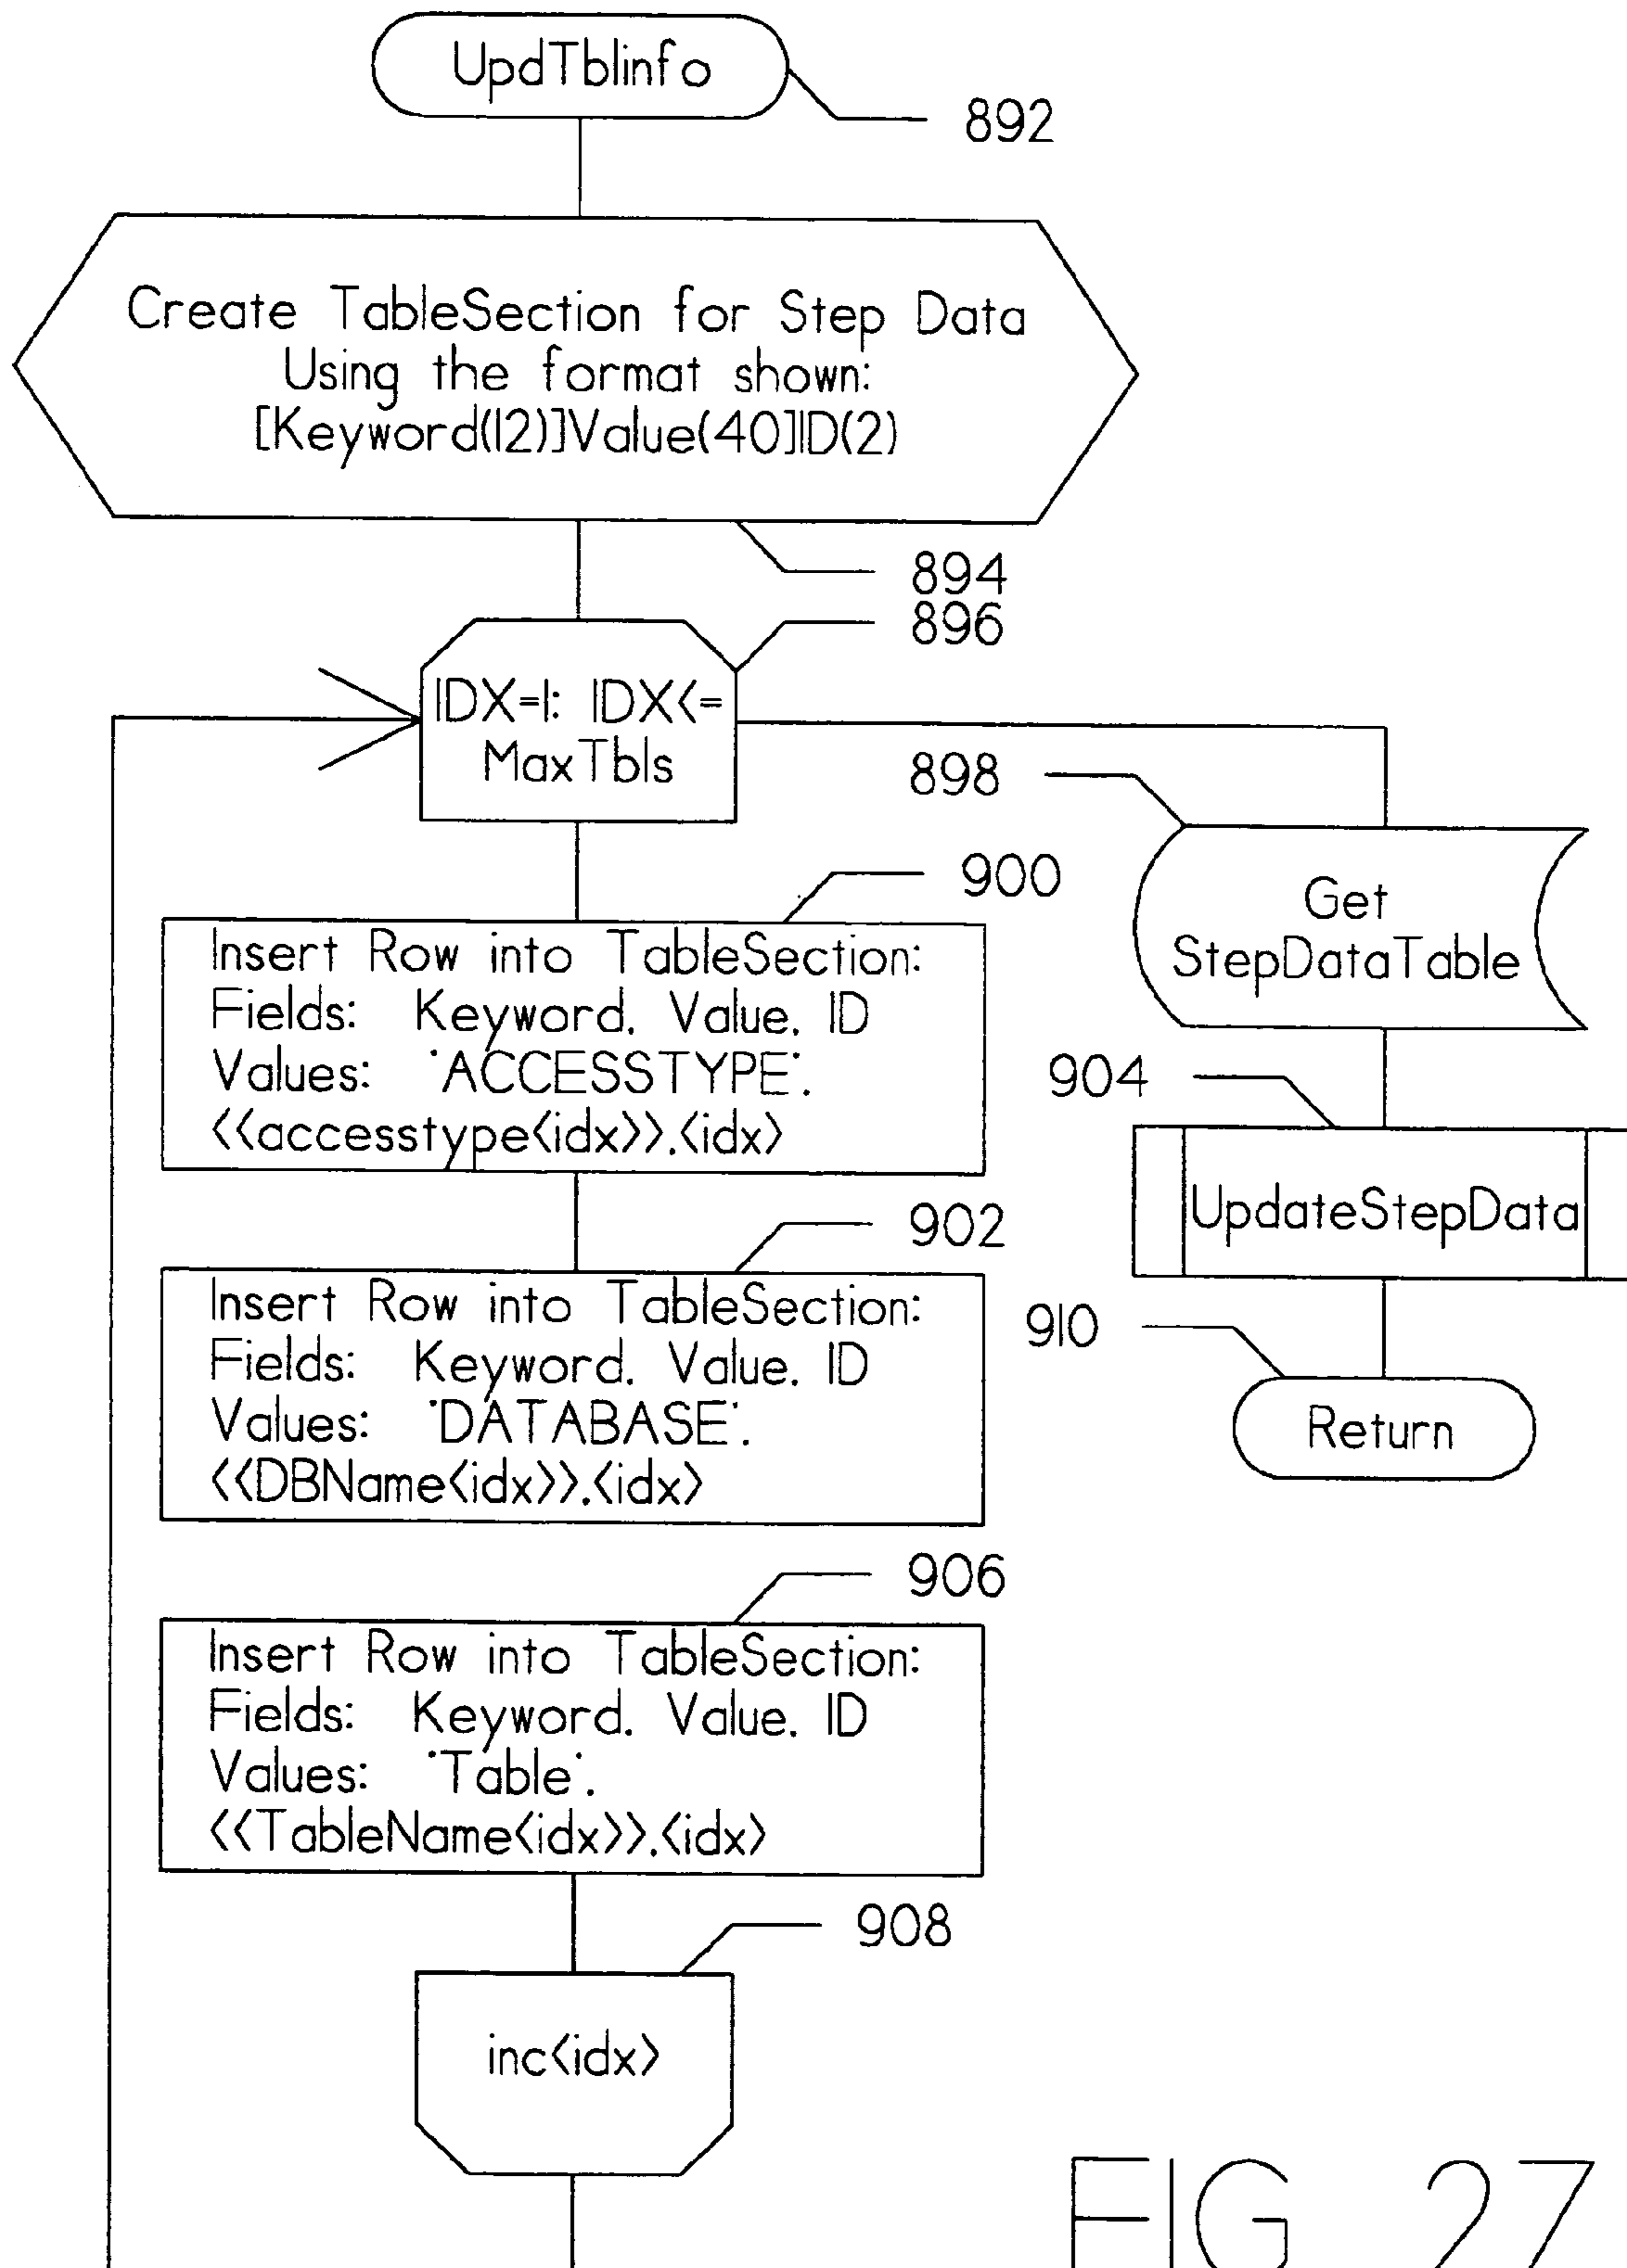 UpdTblinfo
892
Create TableSection for Step Data
Using the format shown:
[Keyword(12)]Value(40]ID(2)
894
896
IDX=1: IDX<=
MaxTbls
898
Get
StepDataTable
900
Insert Row into TableSection:
Fields: Keyword. Value. ID
Values: 'ACCESSTYPE'.
<<accesstype<idx>>.<idx>
904
UpdateStepData
902
Insert Row into TableSection:
Fields: Keyword. Value. ID
Values: 'DATABASE'.
<<DBName<idx>>.<idx>
910
Return
906
Insert Row into TableSection:
Fields: Keyword. Value. ID
Values: 'Table'.
<<TableName<idx>>.<idx>
908
inc<idx>
FIG. 27